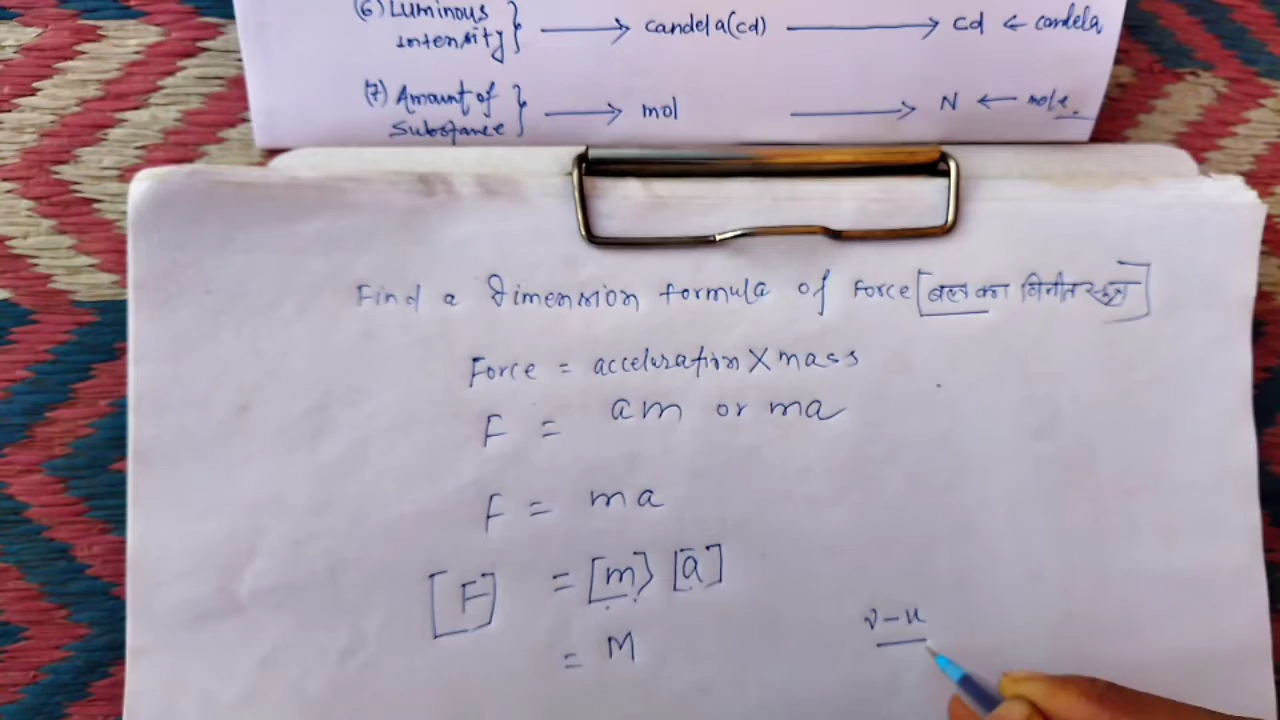 (6) Luminous intensity} → candela(cd) → cd ← candela
(7) Amount of substance} → mol → N ← mole.
Find a Dimension formula of Force [बल का विमीत सूत्र]
Force = acceleration X mass
F = am or ma
F = ma
[F] = [m] [a]
= M
v-u